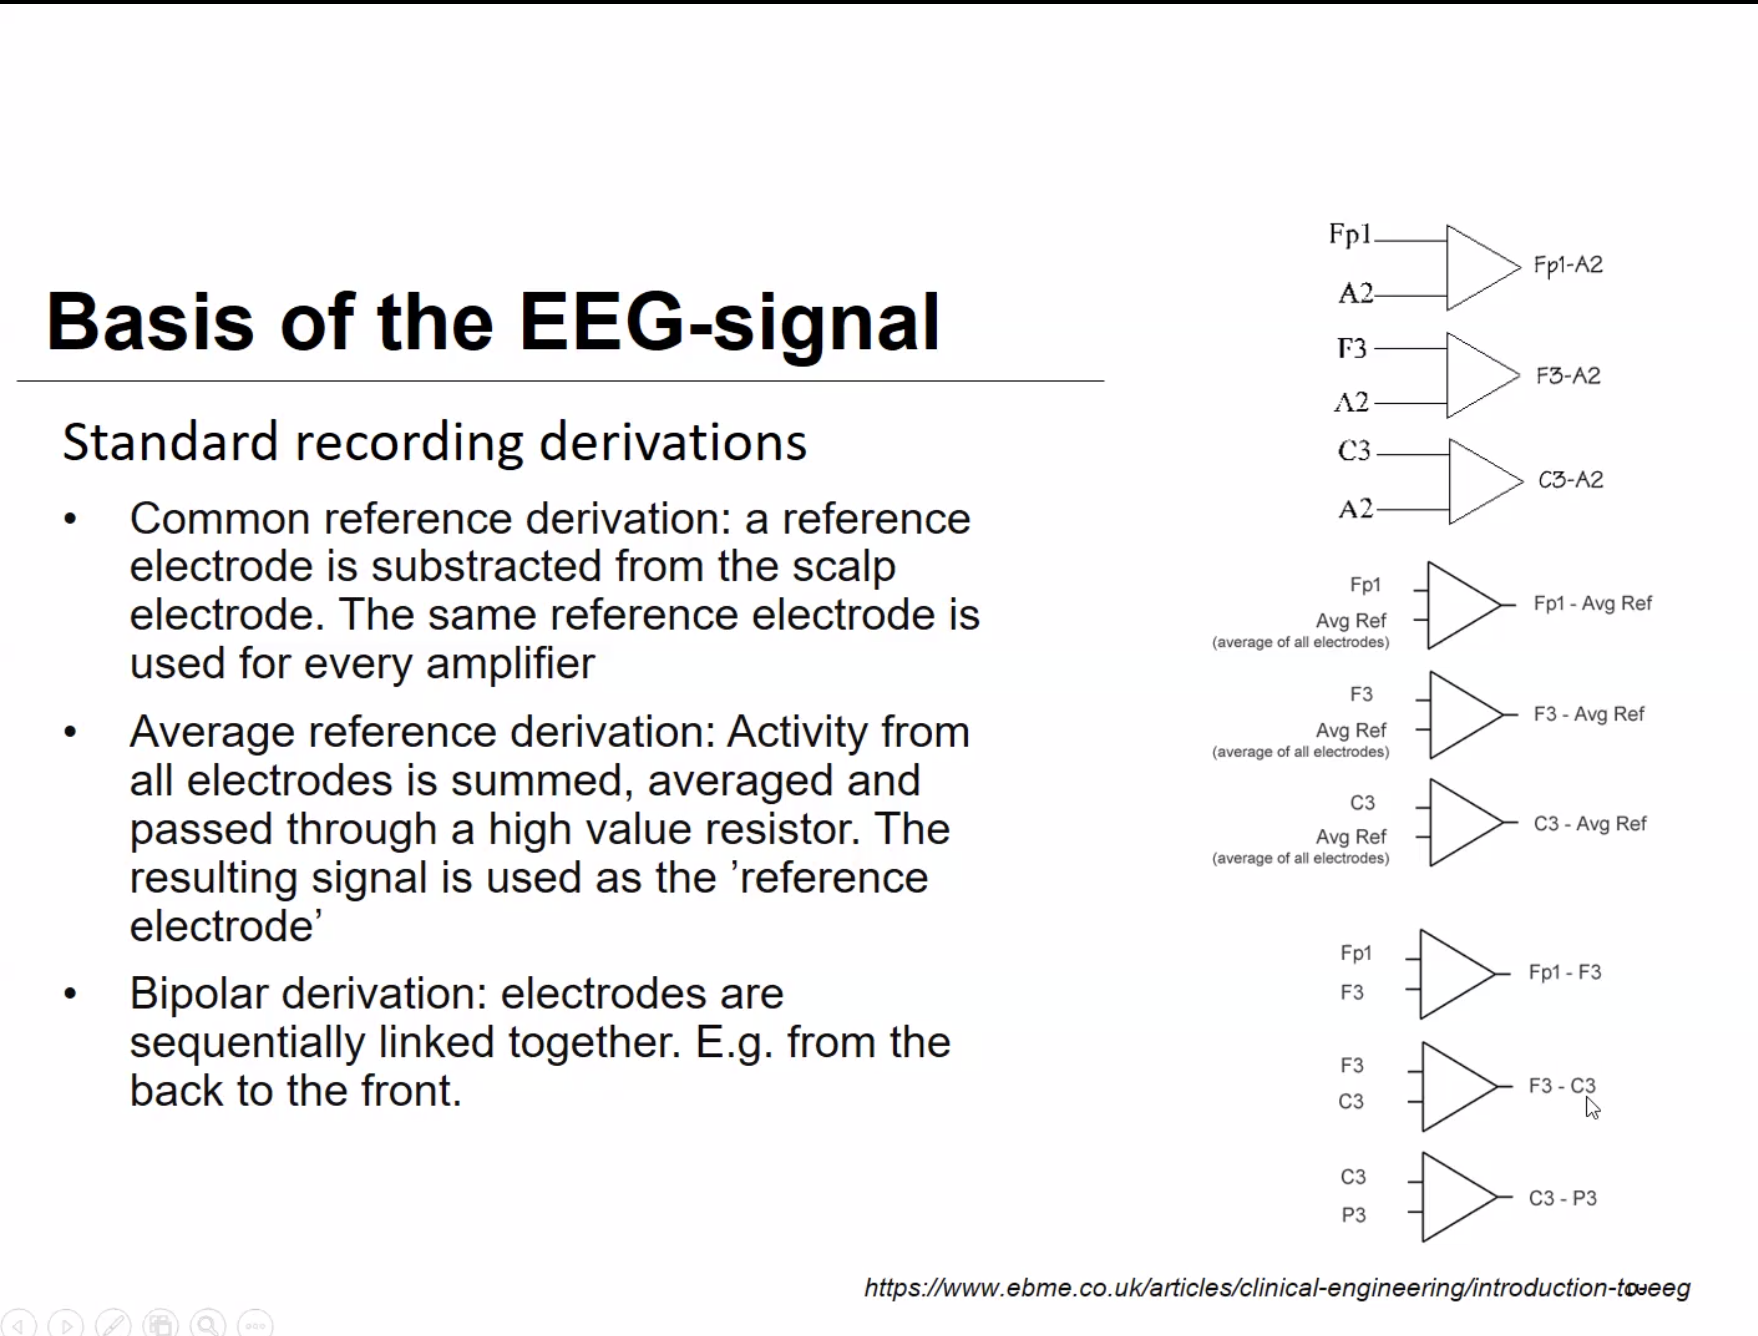 Basis of the EEG-signal
Standard recording derivations
• Common reference derivation: a reference
electrode is substracted from the scalp
electrode. The same reference electrode is
used for every amplifier
• Average reference derivation: Activity from
all electrodes is summed, averaged and
passed through a high value resistor. The
resulting signal is used as the ’reference
electrode’
• Bipolar derivation: electrodes are
sequentially linked together. E.g. from the
back to the front.
Fp1
Fp1-A2
A2
F3
F3-A2
A2
C3
C3-A2
A2
Fp1
Fp1 - Avg Ref
Avg Ref
(average of all electrodes)
F3
F3 - Avg Ref
Avg Ref
(average of all electrodes)
C3
C3 - Avg Ref
Avg Ref
(average of all electrodes)
Fp1
Fp1 - F3
F3
F3
F3 - C3
C3
C3
C3 - P3
P3
https://www.ebme.co.uk/articles/clinical-engineering/introduction-to-eeg